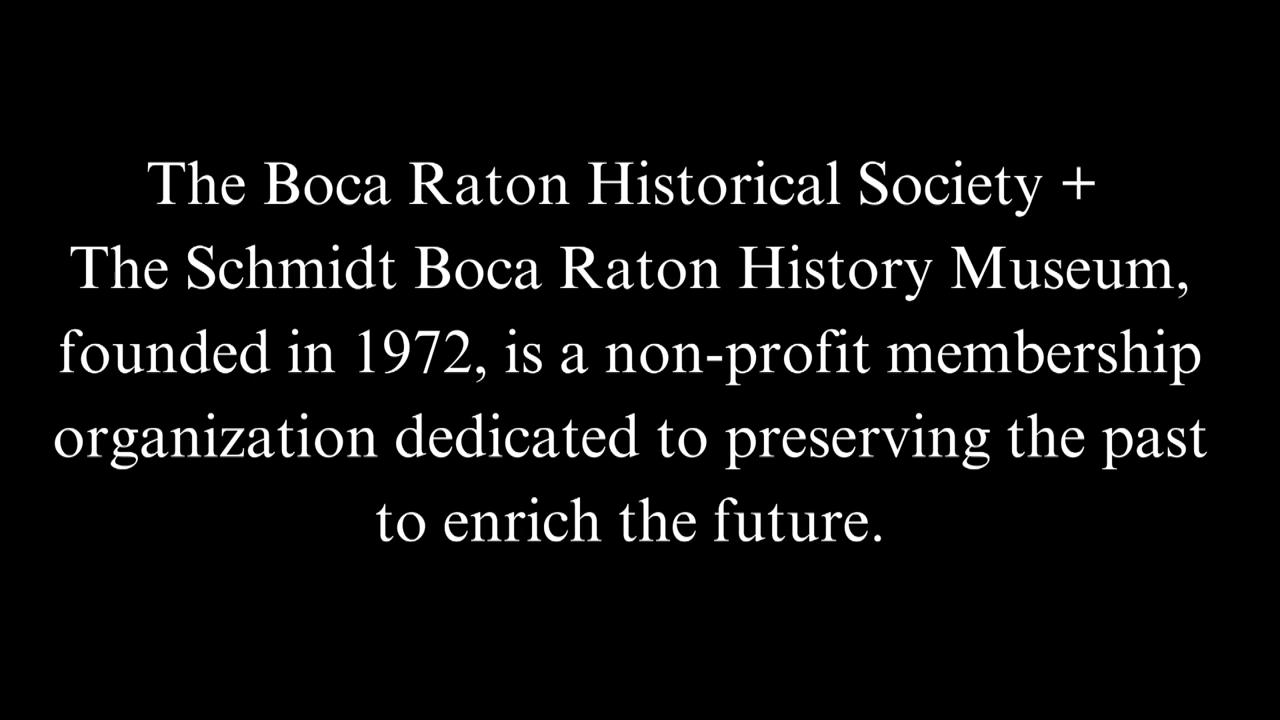 The Boca Raton Historical Society +
The Schmidt Boca Raton History Museum,
founded in 1972, is a non-profit membership
organization dedicated to preserving the past
to enrich the future.